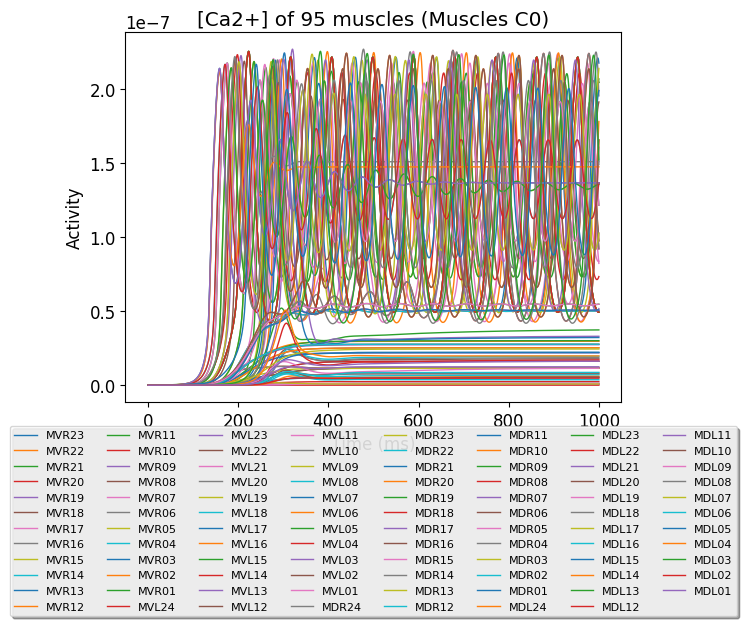 [Ca2+] of 95 muscles (Muscles C0)
1e−7
2.0
1.5
1.0
0.5
0.0
Activity
0 200 400 600 800 1000
Time (ms)
MVR23 MVR11 MVL23 MVL11 MDR23 MDR11 MDL23 MDL11
MVR22 MVR10 MVL22 MVL10 MDR22 MDR10 MDL22 MDL10
MVR21 MVR09 MVL21 MVL09 MDR21 MDR09 MDL21 MDL09
MVR20 MVR08 MVL20 MVL08 MDR20 MDR08 MDL20 MDL08
MVR19 MVR07 MVL19 MVL07 MDR19 MDR07 MDL19 MDL07
MVR18 MVR06 MVL18 MVL06 MDR18 MDR06 MDL18 MDL06
MVR17 MVR05 MVL17 MVL05 MDR17 MDR05 MDL17 MDL05
MVR16 MVR04 MVL16 MVL04 MDR16 MDR04 MDL16 MDL04
MVR15 MVR03 MVL15 MVL03 MDR15 MDR03 MDL15 MDL03
MVR14 MVR02 MVL14 MVL02 MDR14 MDR02 MDL14 MDL02
MVR13 MVR01 MVL13 MVL01 MDR13 MDR01 MDL13 MDL01
MVR12 MVL24 MVL12 MDR24 MDR12 MDL24 MDL12